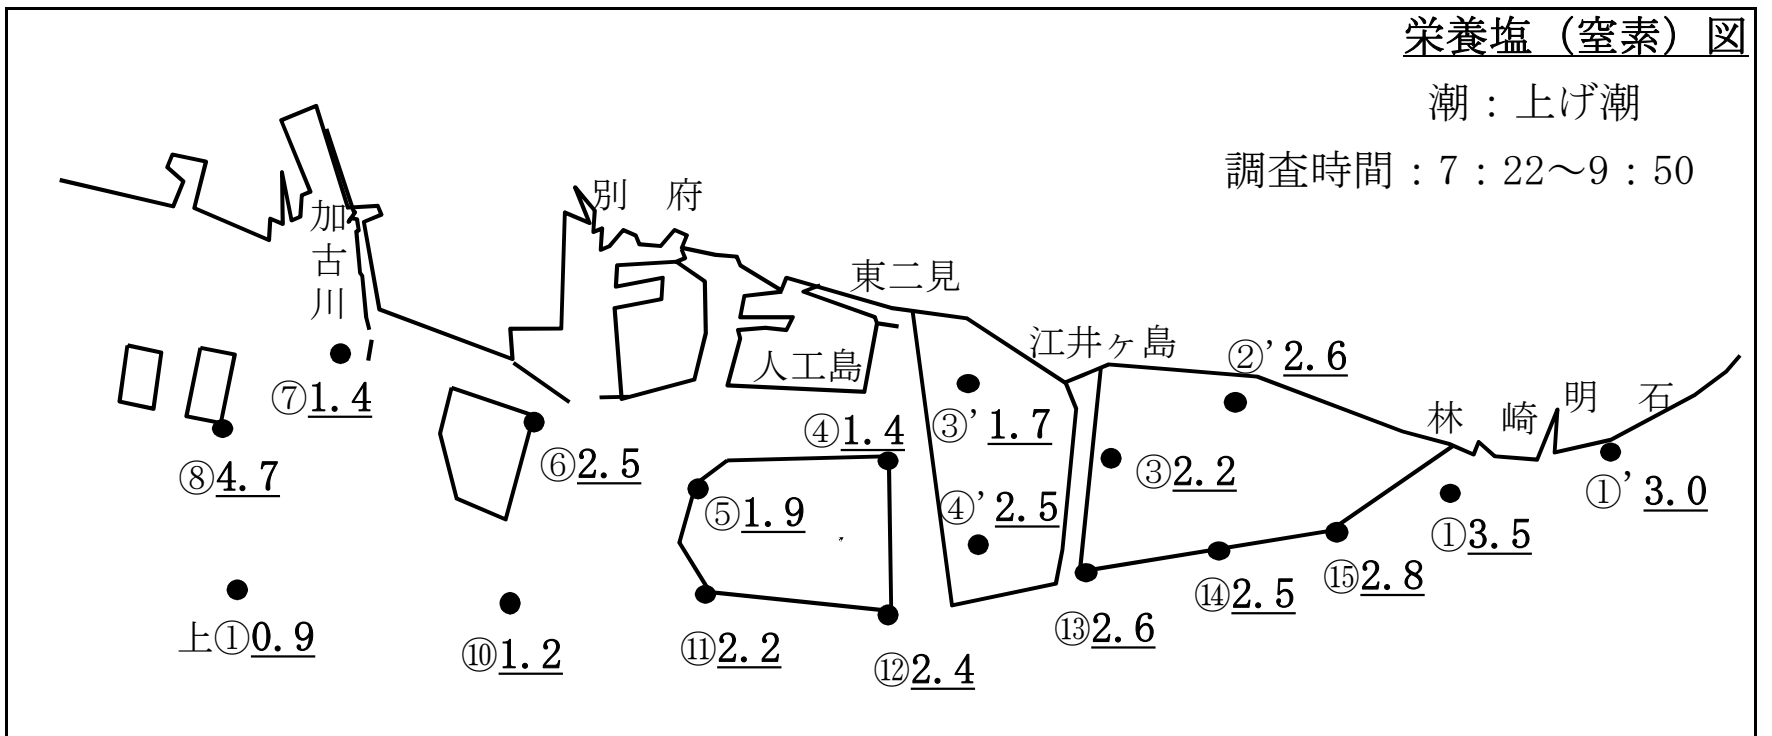 栄養塩（窒素）図
潮：上げ潮
調査時間：7：22～9：50
加古川
別府
東二見
人工島
江井ヶ島
林崎
明石
②' 2.6
⑦1.4
③' 1.7
④1.4
⑧4.7
⑥2.5
③2.2
①' 3.0
⑤1.9
④' 2.5
①3.5
⑮2.8
⑭2.5
⑬2.6
上①0.9
⑩1.2
⑪2.2
⑫2.4